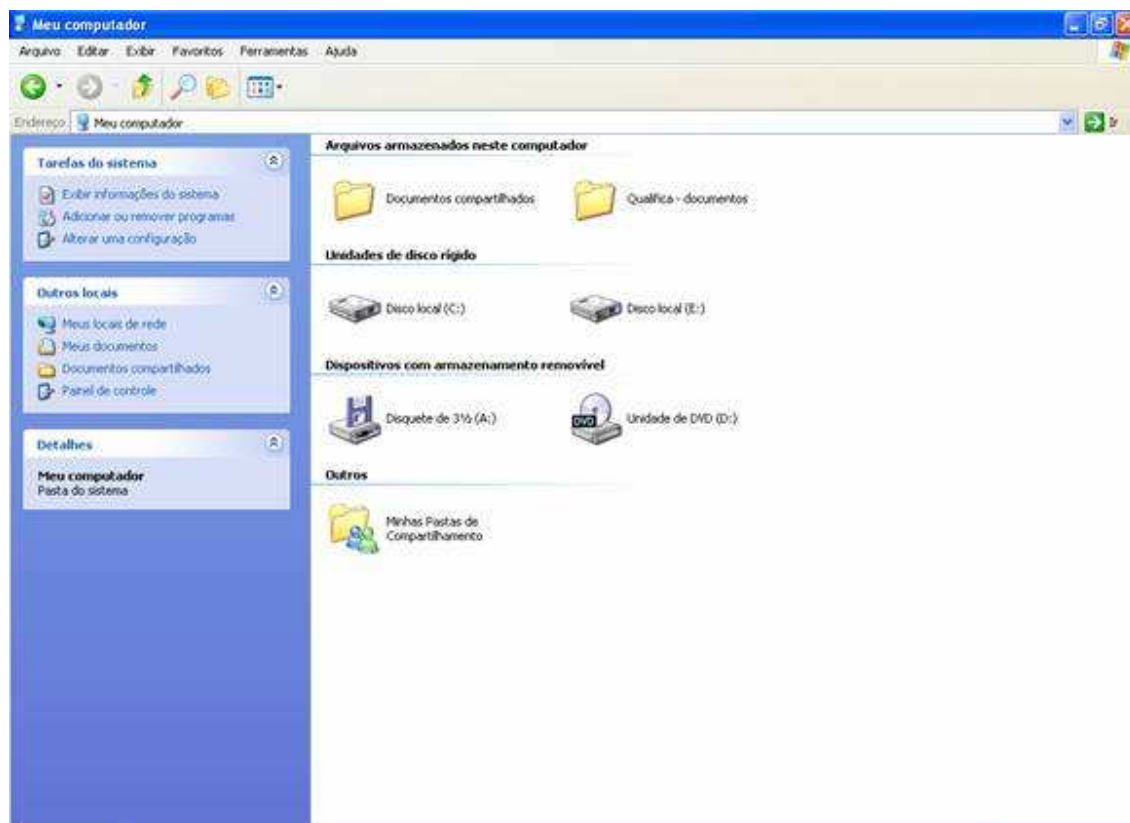 Meu computador
Arquivo Editar Exibir Favoritos Ferramentas Ajuda
Endereço Meu computador Ir
Tarefas do sistema
Exibir informações do sistema
Adicionar ou remover programas
Alterar uma configuração
Outros locais
Meus locais de rede
Meus documentos
Documentos compartilhados
Painel de controle
Detalhes
Meu computador
Pasta do sistema
Arquivos armazenados neste computador
Documentos compartilhados Qualifica - documentos
Unidades de disco rígido
Disco local (C:) Disco local (E:)
Dispositivos com armazenamento removível
Disquete de 3½ (A:) DVD Unidade de DVD (D:)
Outros
Minhas Pastas de
Compartilhamento